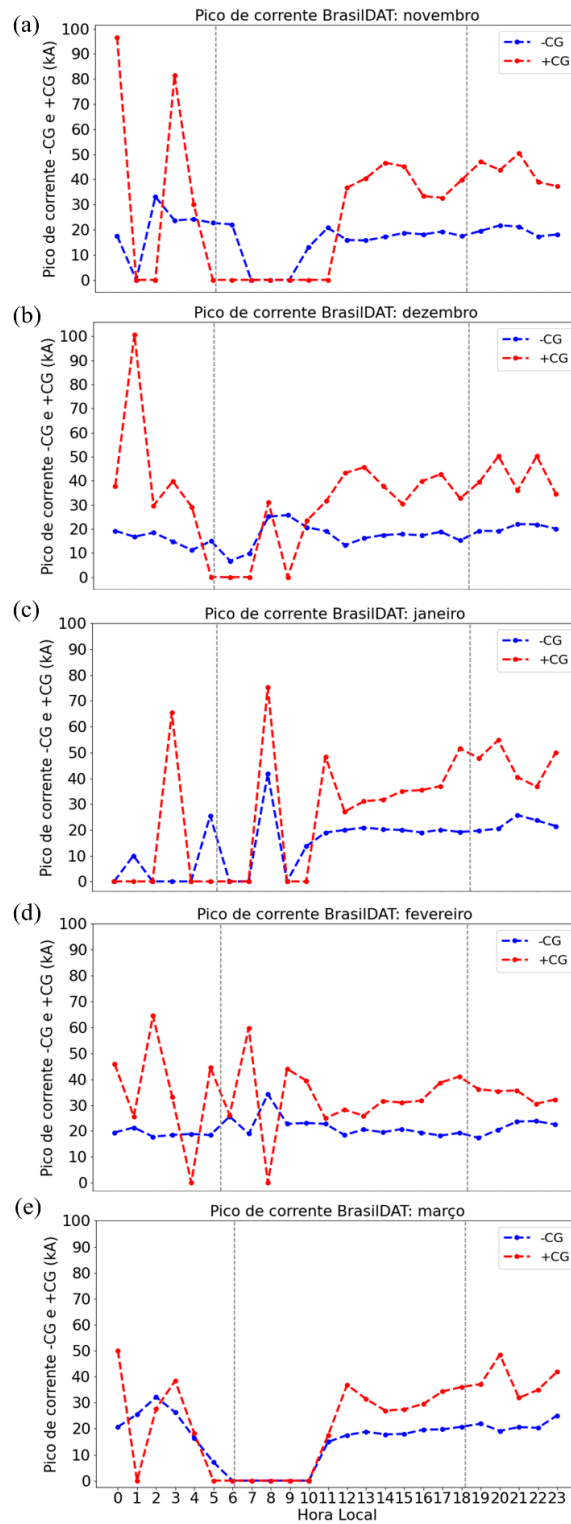 (a)
Pico de corrente BrasilDAT: novembro
Pico de corrente -CG e +CG (kA)
100
90
80
70
60
50
40
30
20
10
0
-CG
+CG
(b)
Pico de corrente BrasilDAT: dezembro
Pico de corrente -CG e +CG (kA)
100
90
80
70
60
50
40
30
20
10
0
-CG
+CG
(c)
Pico de corrente BrasilDAT: janeiro
Pico de corrente -CG e +CG (kA)
100
90
80
70
60
50
40
30
20
10
0
-CG
+CG
(d)
Pico de corrente BrasilDAT: fevereiro
Pico de corrente -CG e +CG (kA)
100
90
80
70
60
50
40
30
20
10
0
-CG
+CG
(e)
Pico de corrente BrasilDAT: março
Pico de corrente -CG e +CG (kA)
100
90
80
70
60
50
40
30
20
10
0
-CG
+CG
0 1 2 3 4 5 6 7 8 9 10 11 12 13 14 15 16 17 18 19 20 21 22 23
Hora Local